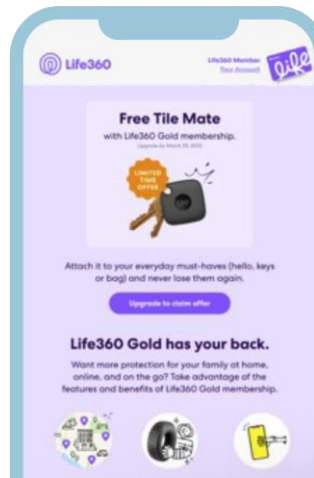 Life360
Life360 Member
Your Account
life
Free Tile Mate
with Life360 Gold membership.
LIMITED
TIME
OFFER
Attach it to your everyday must-haves (hello, keys
or bag) and never lose them again.
Upgrade to claim offer
Life360 Gold has your back.
Want more protection for your family at home,
online, and on the go? Take advantage of the
features and benefits of Life360 Gold membership.